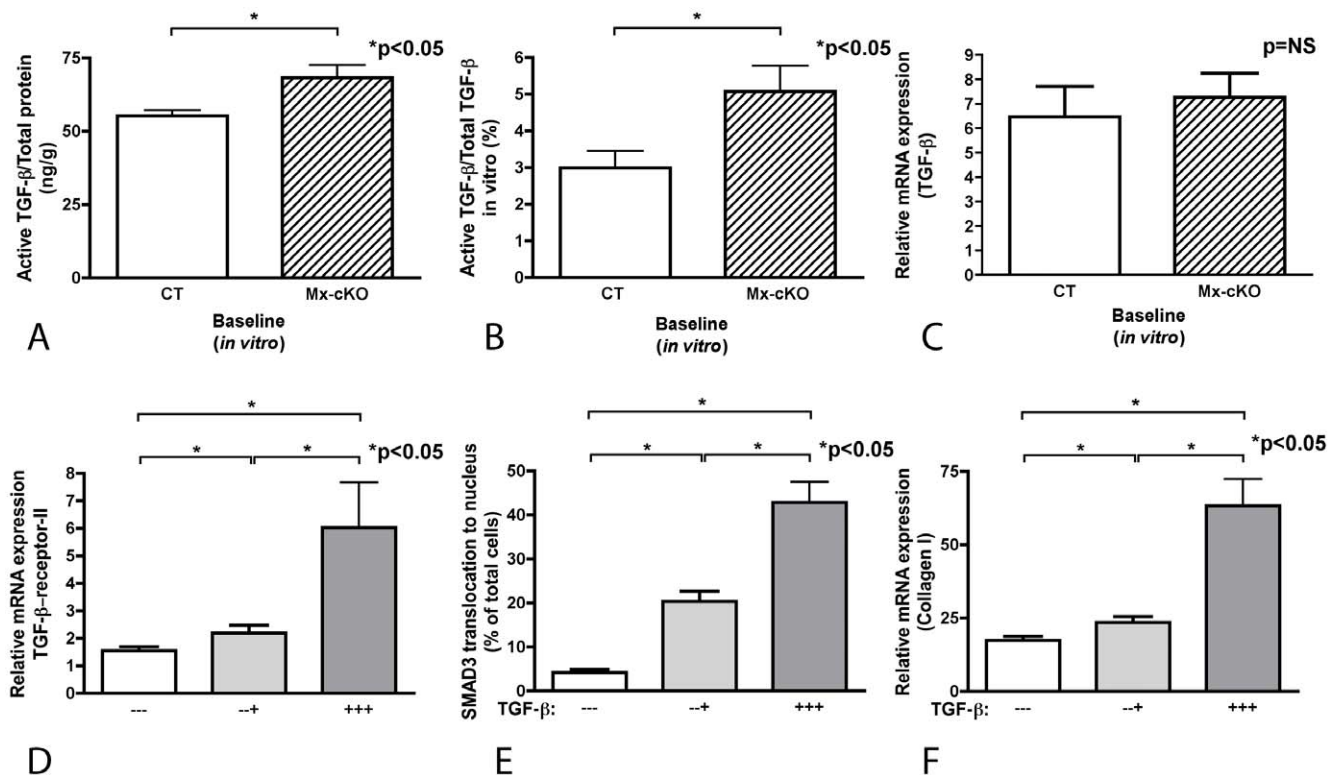 *
*p<0.05
Active TGF-β/Total protein
(ng/g)
75
50
25
0
CT
Mx-cKO
Baseline
(in vitro)
A
*
*p<0.05
Active TGF-β/Total TGF-β
in vitro (%)
6
5
4
3
2
1
0
CT
Mx-cKO
Baseline
(in vitro)
B
p=NS
Relative mRNA expression
(TGF-β)
9
8
7
6
5
4
3
2
1
0
CT
Mx-cKO
Baseline
(in vitro)
C
*
*
*
*p<0.05
Relative mRNA expression
TGF-β–receptor-II
8
7
6
5
4
3
2
1
0
---
--+
+++
D
*
*
*
*p<0.05
SMAD3 translocation to nucleus
(% of total cells)
50
40
30
20
10
0
TGF-β:
---
--+
+++
E
*
*
*
*p<0.05
Relative mRNA expression
(Collagen I)
75
50
25
0
TGF-β:
---
--+
+++
F